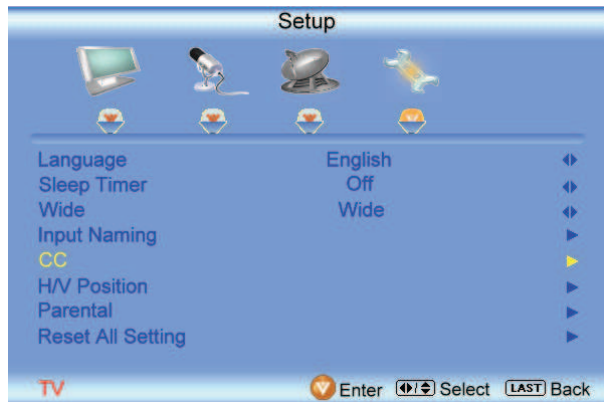 Setup
Language English
Sleep Timer Off
Wide Wide
Input Naming
CC
H/V Position
Parental
Reset All Setting
TV Enter Select LAST Back